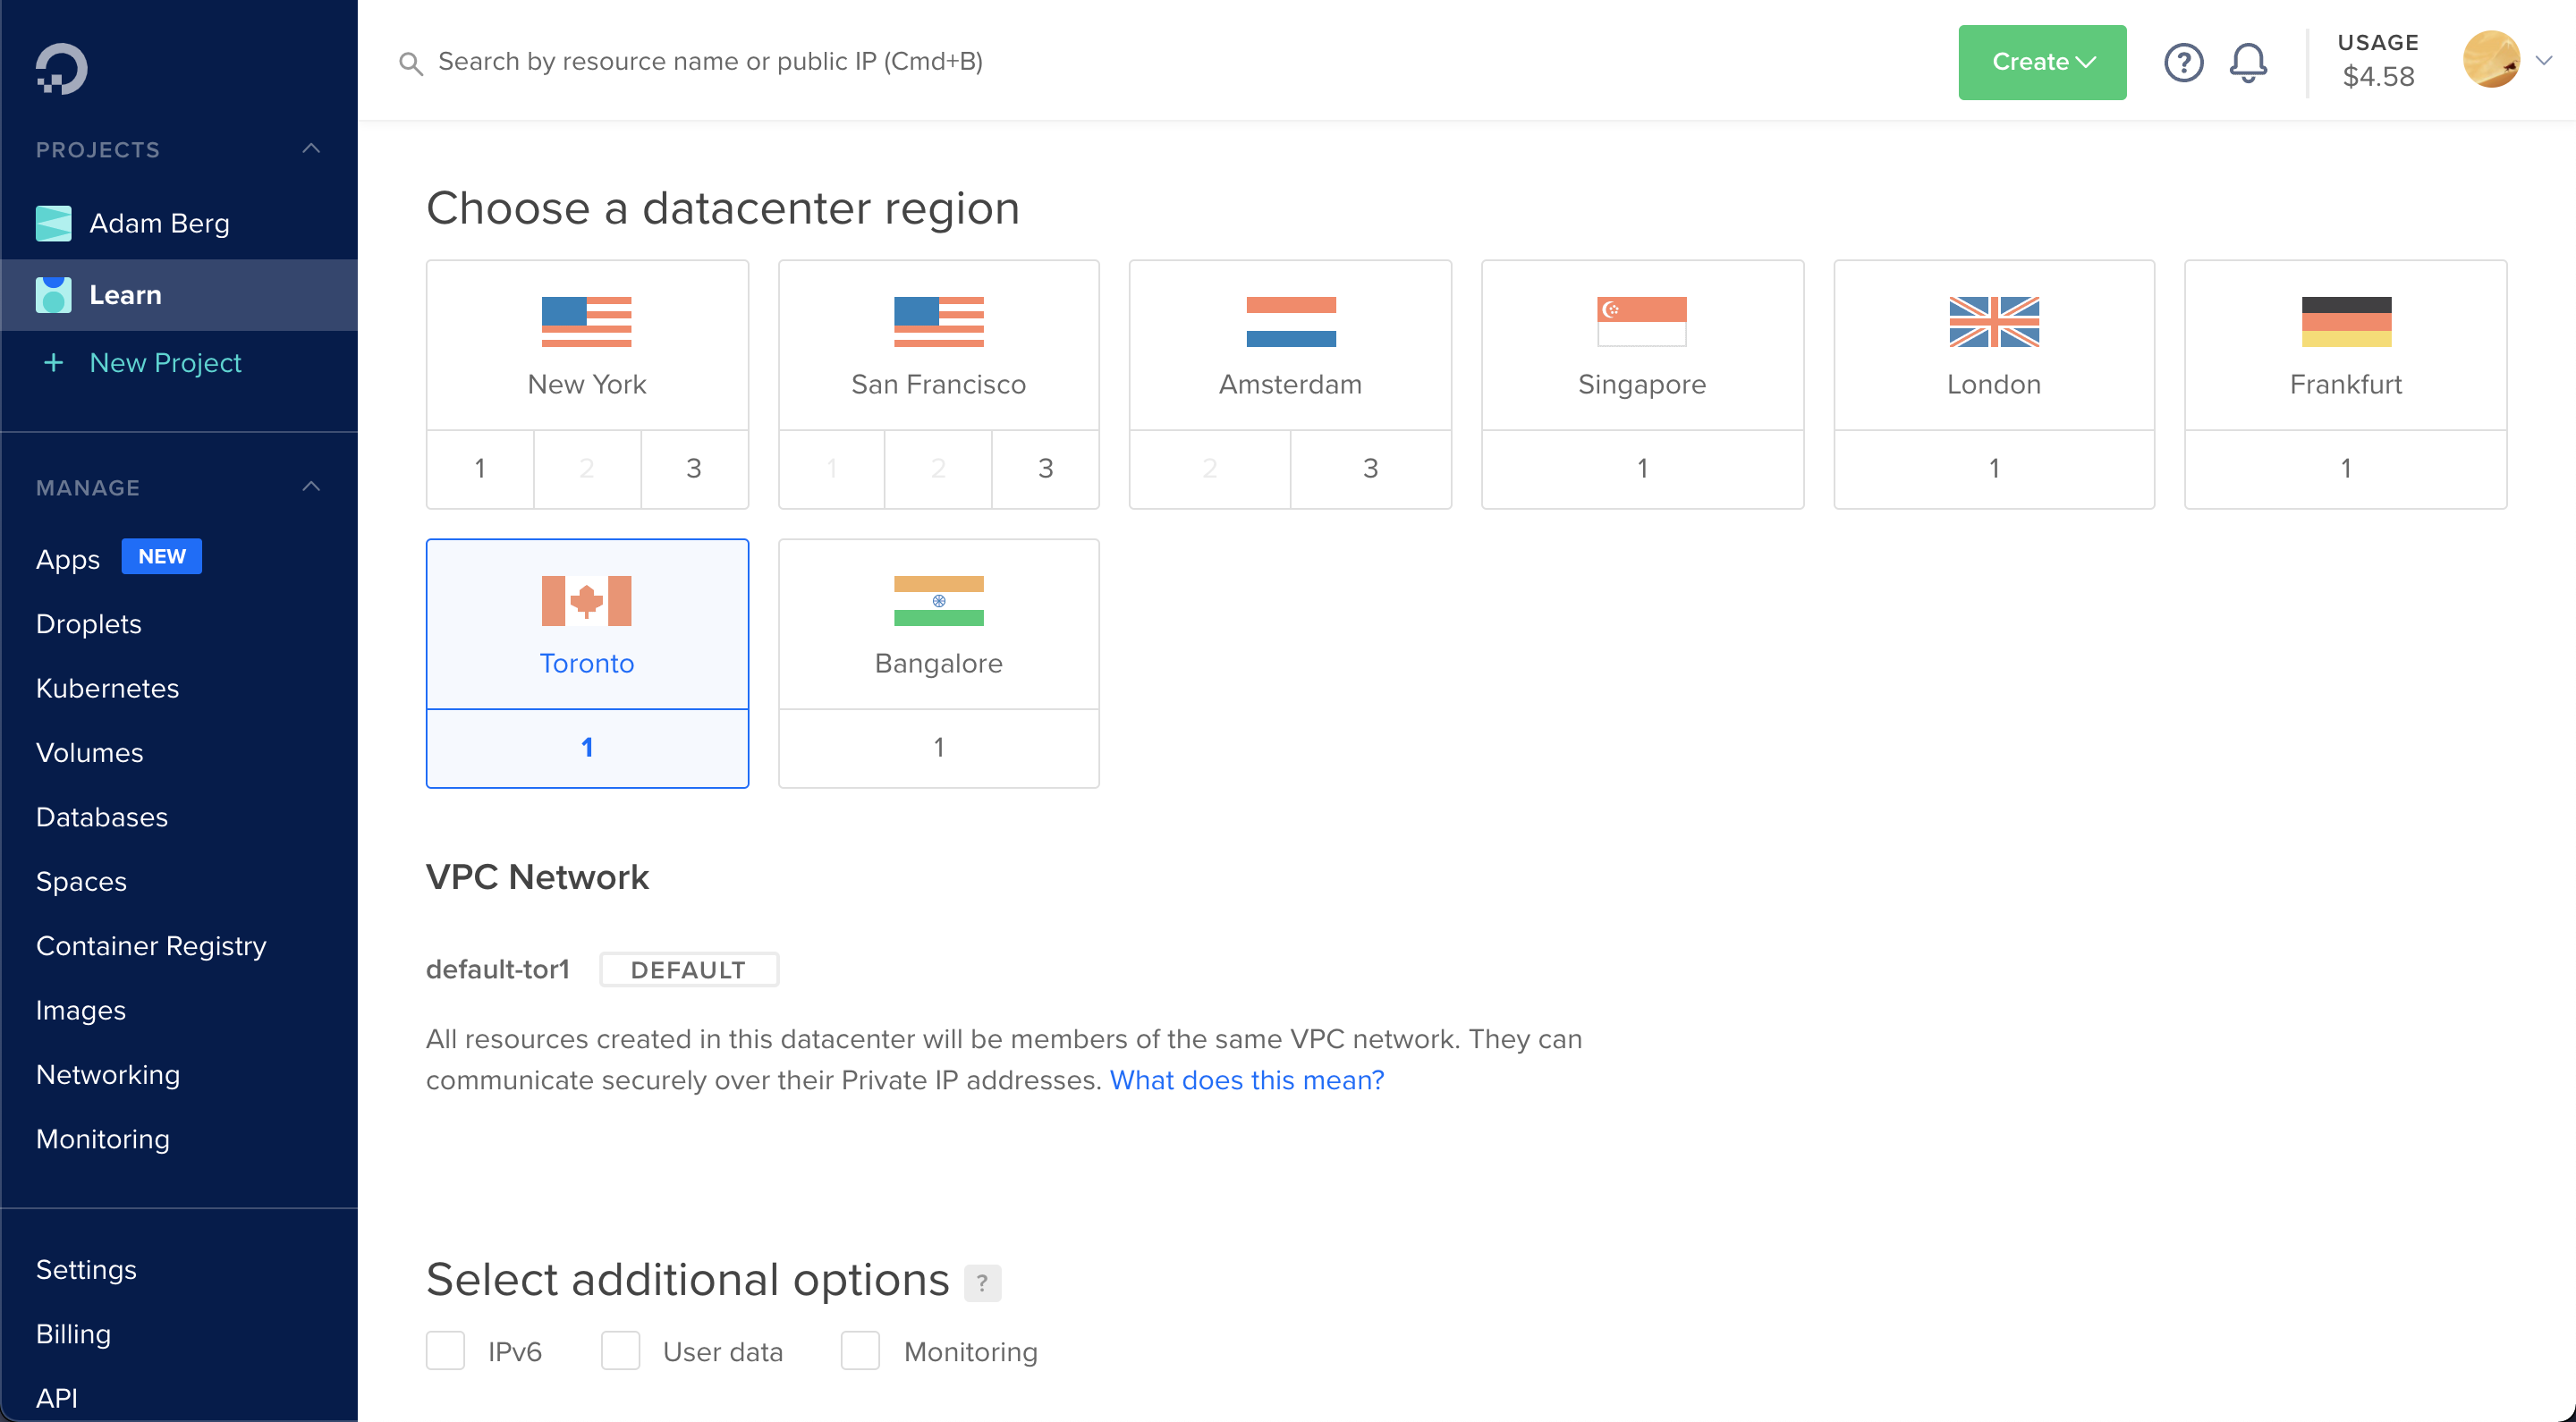 Search by resource name or public IP (Cmd+B)
Create
?
USAGE
$4.58
PROJECTS
Adam Berg
Learn
+ New Project
MANAGE
Apps NEW
Droplets
Kubernetes
Volumes
Databases
Spaces
Container Registry
Images
Networking
Monitoring
Settings
Billing
API
Choose a datacenter region
New York
1 2 3
San Francisco
1 2 3
Amsterdam
2 3
Singapore
1
London
1
Frankfurt
1
Toronto
1
Bangalore
1
VPC Network
default-tor1 DEFAULT
All resources created in this datacenter will be members of the same VPC network. They can
communicate securely over their Private IP addresses. What does this mean?
Select additional options ?
IPv6 User data Monitoring